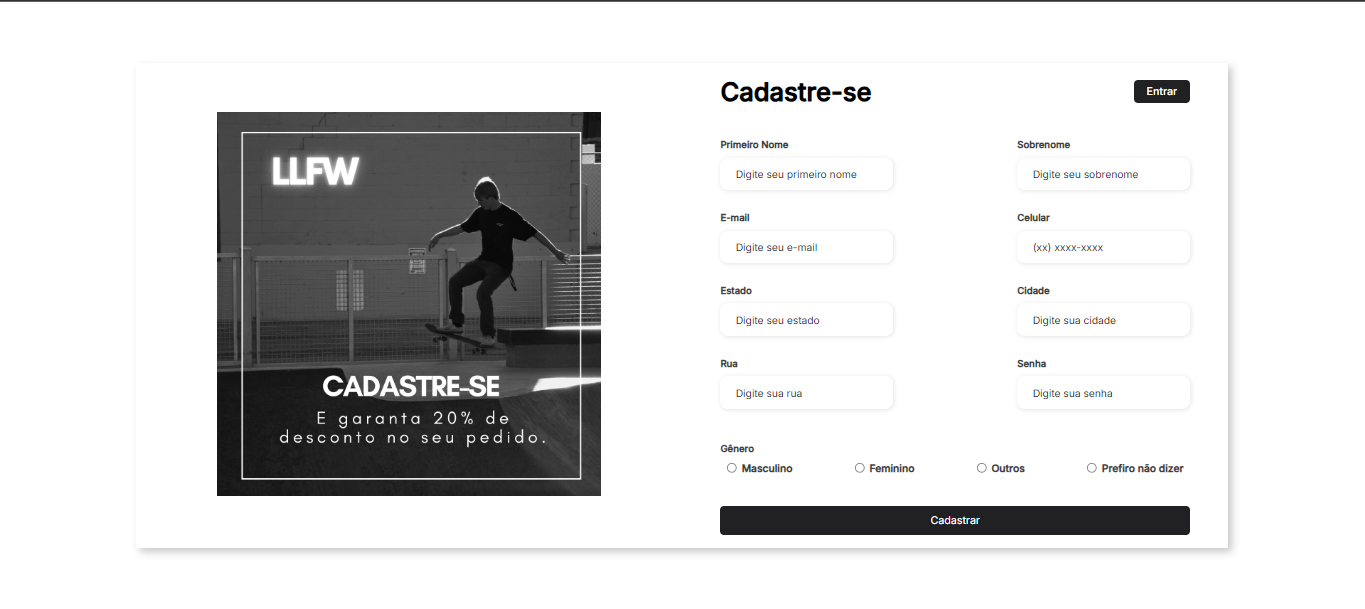 LLFW
CADASTRE-SE
E garanta 20% de
desconto no seu pedido.
Cadastre-se
Entrar
Primeiro Nome
Sobrenome
Digite seu primeiro nome
Digite seu sobrenome
E-mail
Celular
Digite seu e-mail
(xx) xxxx-xxxx
Estado
Cidade
Digite seu estado
Digite sua cidade
Rua
Senha
Digite sua rua
Digite sua senha
Gênero
Masculino
Feminino
Outros
Prefiro não dizer
Cadastrar